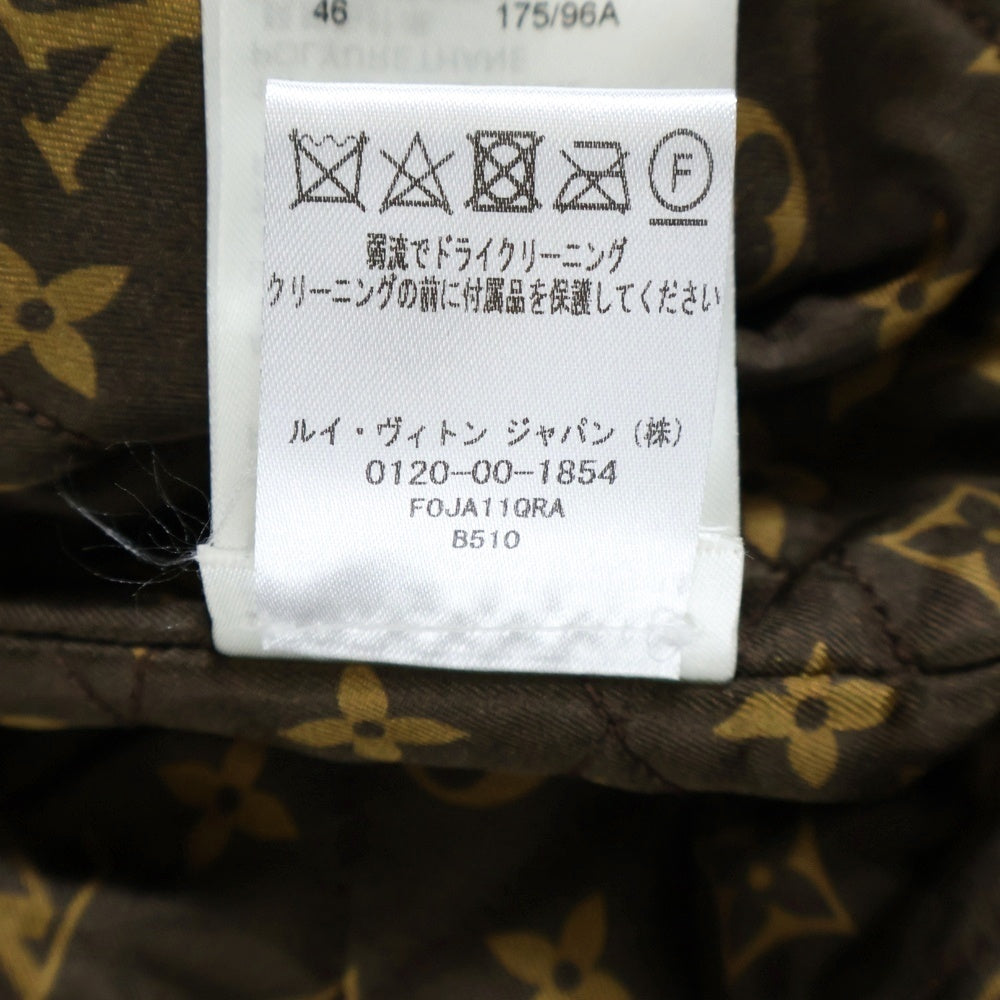 46 175/96A
F
弱流でドライクリーニング
クリーニングの前に付属品を保護してください
ルイ・ヴィトン ジャパン（株）
0120-00-1854
F0JA11QRA
B510